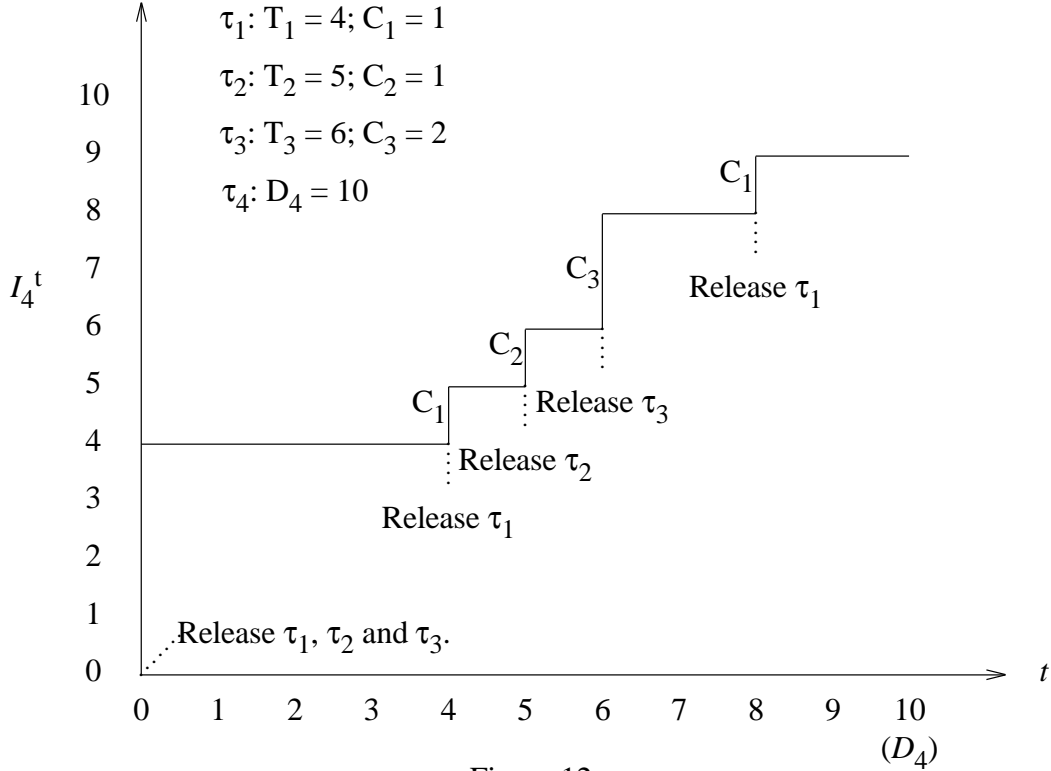 τ1: T1 = 4; C1 = 1
τ2: T2 = 5; C2 = 1
τ3: T3 = 6; C3 = 2
τ4: D4 = 10
10
9
8
7
6
5
4
3
2
1
0
I4^t
C1
C3
Release τ1
C2
C1
Release τ3
Release τ2
Release τ1
Release τ1, τ2 and τ3.
t
0 1 2 3 4 5 6 7 8 9 10
(D4)